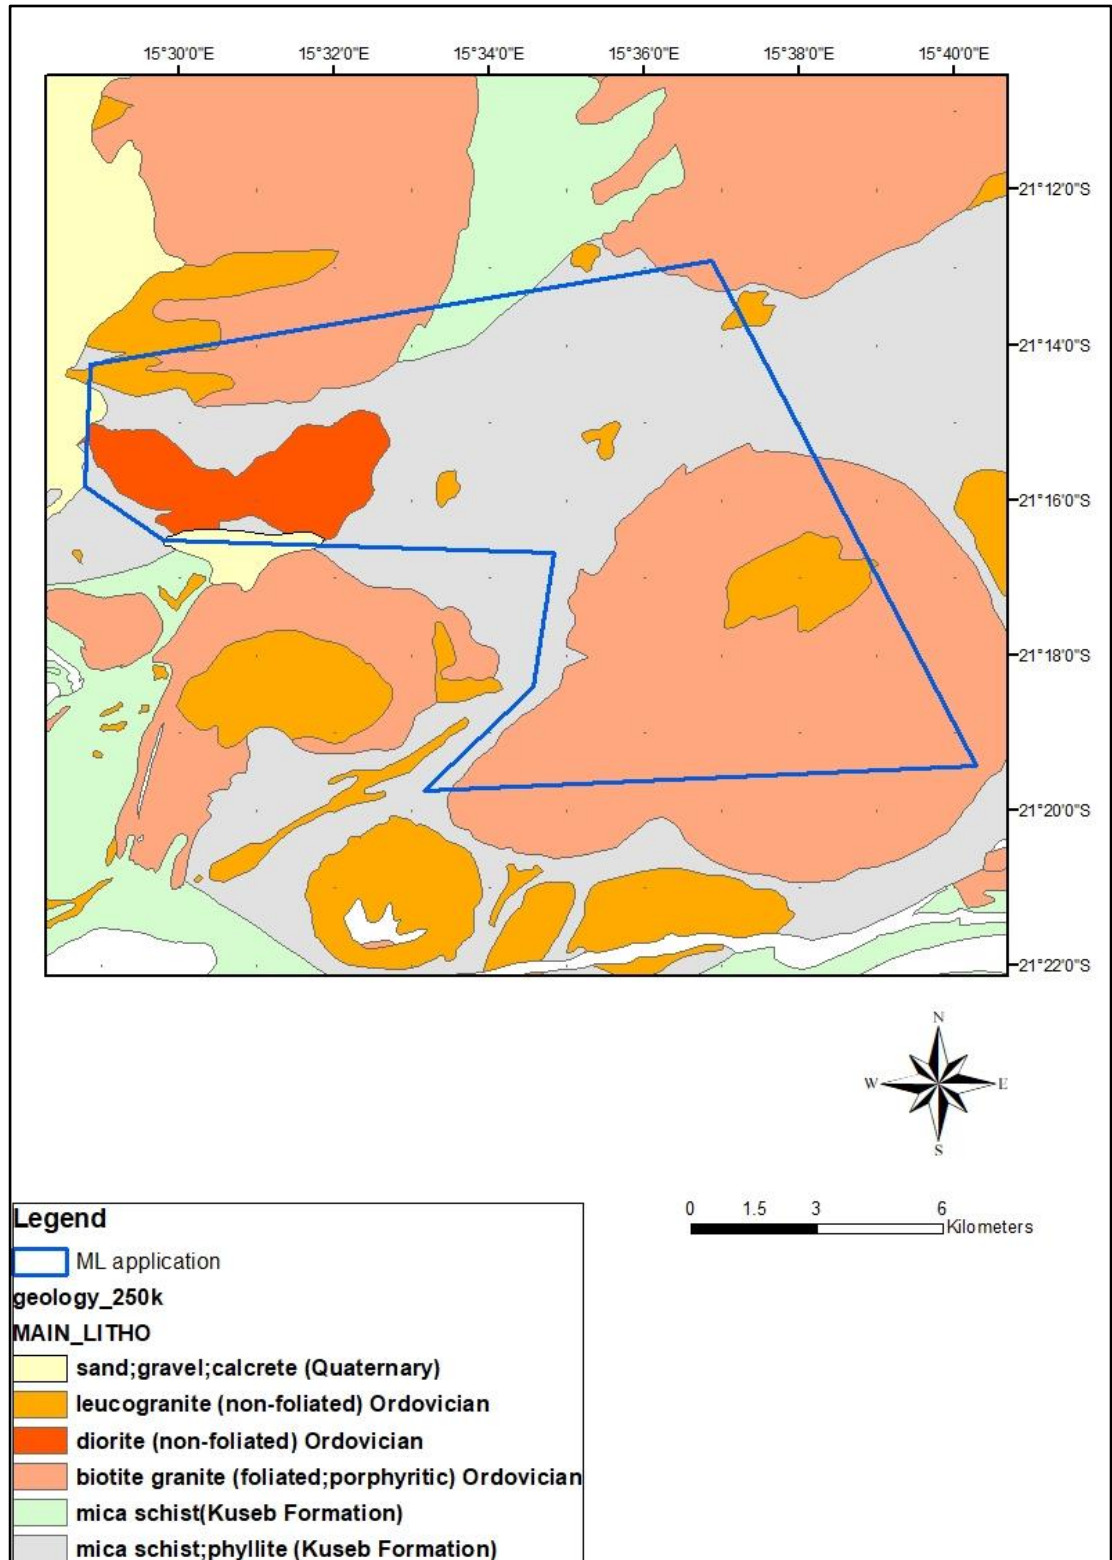 15°30'0"E 15°32'0"E 15°34'0"E 15°36'0"E 15°38'0"E 15°40'0"E
21°12'0"S
21°14'0"S
21°16'0"S
21°18'0"S
21°20'0"S
21°22'0"S
N
W E
S
0 1.5 3 6
Kilometers
Legend
ML application
geology_250k
MAIN_LITHO
sand;gravel;calcrete (Quaternary)
leucogranite (non-foliated) Ordovician
diorite (non-foliated) Ordovician
biotite granite (foliated;porphyritic) Ordovician
mica schist(Kuseb Formation)
mica schist;phyllite (Kuseb Formation)